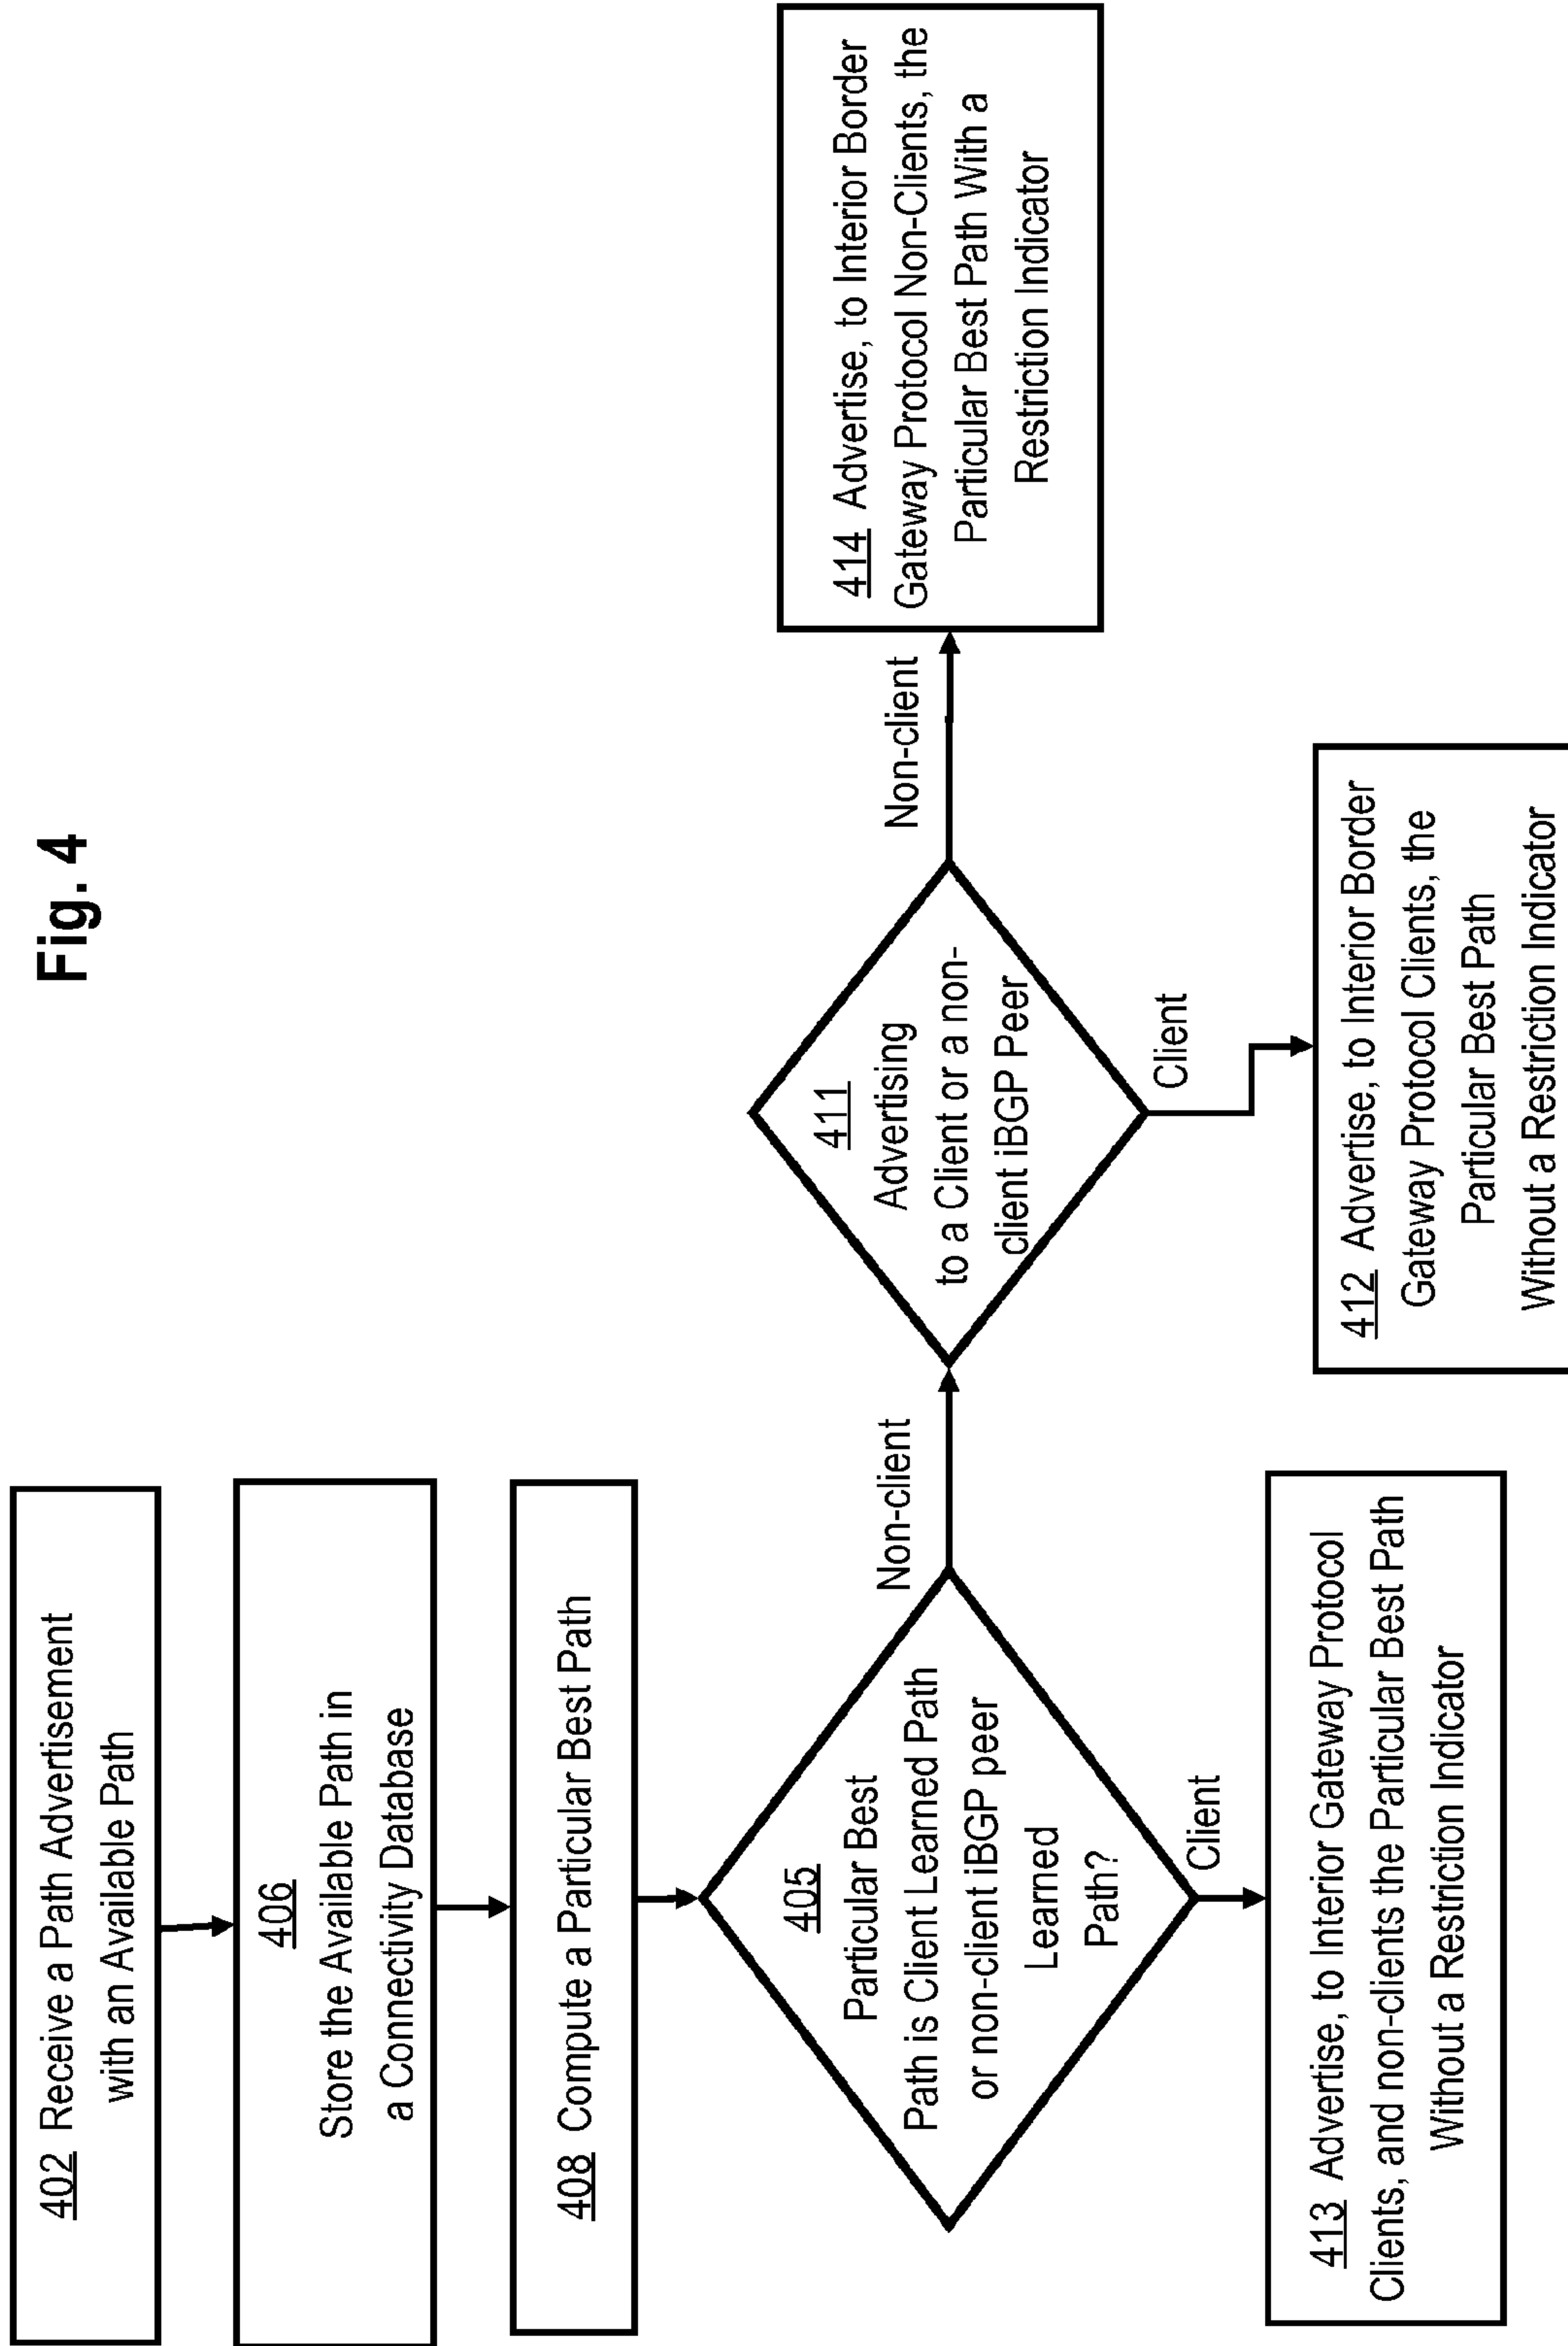 Fig. 4
402 Receive a Path Advertisement
with an Available Path
406
Store the Available Path in
a Connectivity Database
408 Compute a Particular Best Path
405
Particular Best
Path is Client Learned Path
or non-client iBGP peer
Learned
Path?
Non-client
Client
413 Advertise, to Interior Gateway Protocol
Clients, and non-clients the Particular Best Path
Without a Restriction Indicator
411
Advertising
to a Client or a non-
client iBGP Peer
Non-client
Client
412 Advertise, to Interior Border
Gateway Protocol Clients, the
Particular Best Path
Without a Restriction Indicator
414 Advertise, to Interior Border
Gateway Protocol Non-Clients, the
Particular Best Path With a
Restriction Indicator